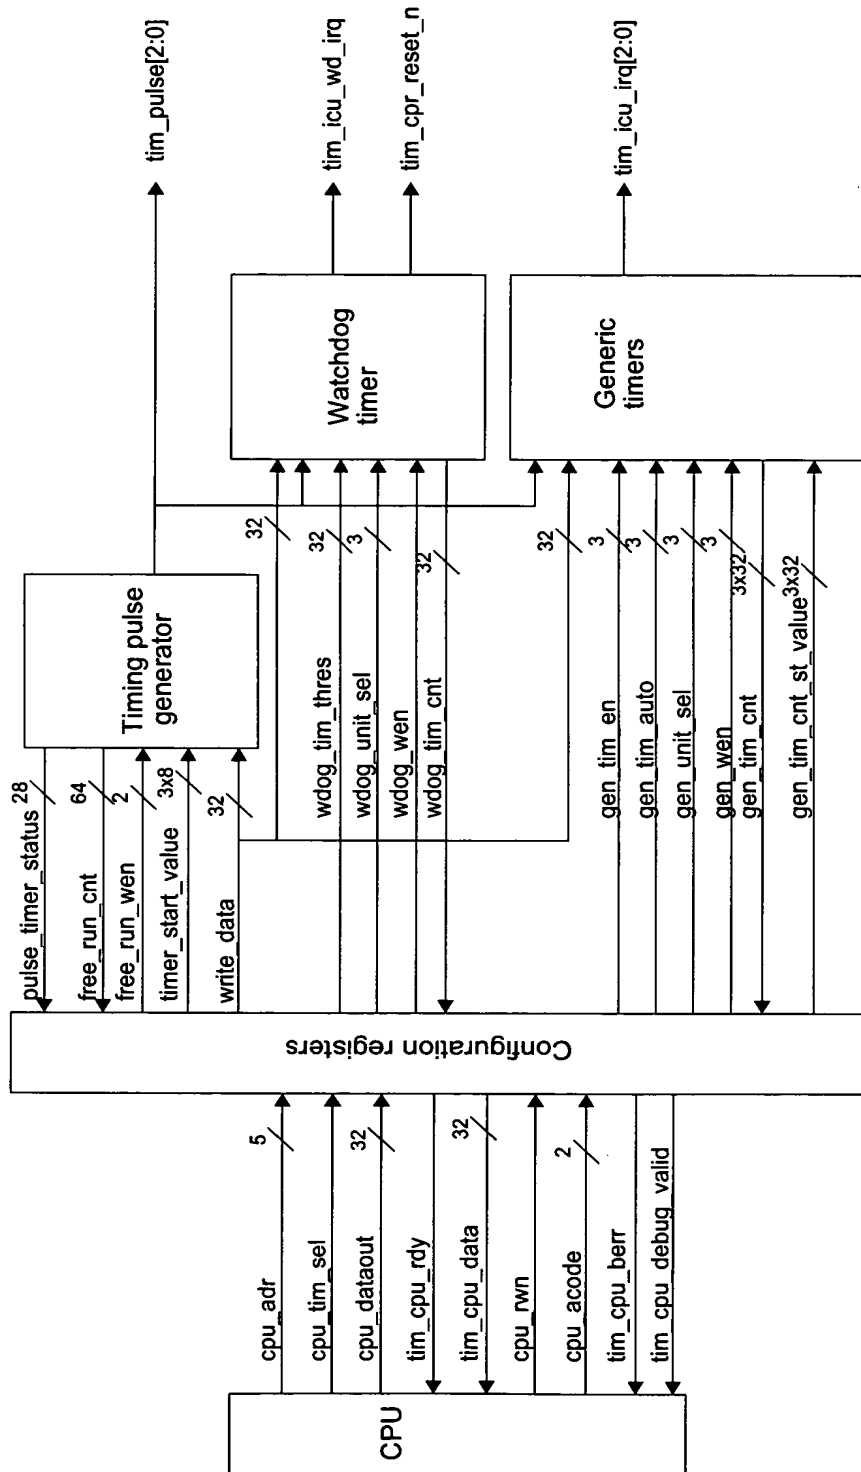 CPU
cpu_adr
5
cpu_tim_sel
cpu_dataout
32
tim_cpu_rdy
tim_cpu_data
32
cpu_rwn
cpu_acode
2
tim_cpu_berr
tim_cpu_debug_valid
Configuration registers
pulse_timer_status
28
free_run_cnt
64
free_run_wen
2
timer_start_value
3x8
write_data
32
Timing pulse
generator
tim_pulse[2:0]
32
wdog_tim_thres
32
wdog_unit_sel
3
wdog_wen
wdog_tim_cnt
32
Watchdog
timer
tim_icu_wd_irq
tim_cpr_reset_n
32
gen_tim_en
3
gen_tim_auto
3
gen_unit_sel
3
gen_wen
3
gen_tim_cnt
3x32
gen_tim_cnt_st_value
3x32
Generic
timers
tim_icu_irq[2:0]